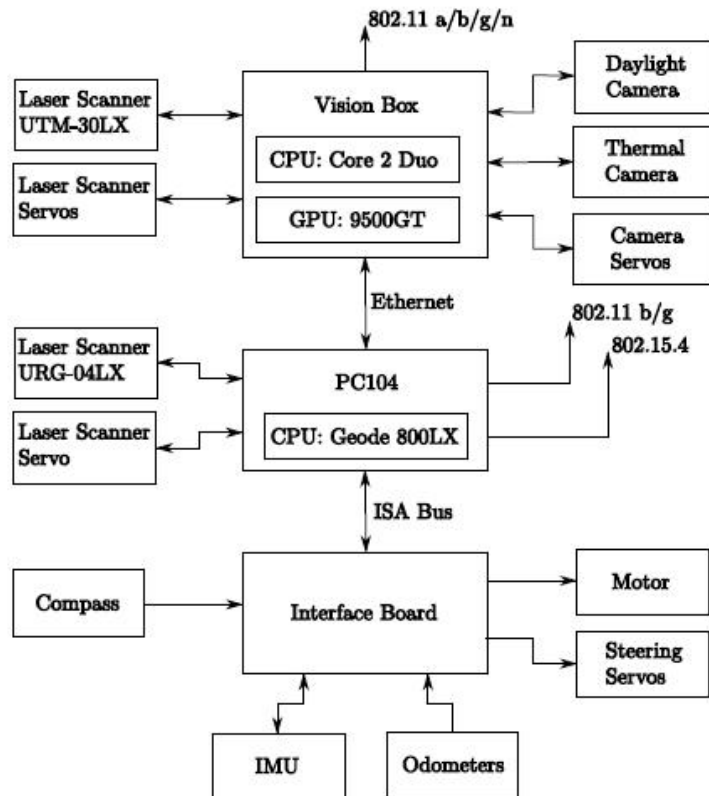 802.11 a/b/g/n
Laser Scanner
UTM-30LX
Laser Scanner
Servos
Vision Box
CPU: Core 2 Duo
GPU: 9500GT
Daylight
Camera
Thermal
Camera
Camera
Servos
Ethernet
802.11 b/g
802.15.4
Laser Scanner
URG-04LX
Laser Scanner
Servo
PC104
CPU: Geode 800LX
ISA Bus
Compass
Interface Board
Motor
Steering
Servos
IMU
Odometers